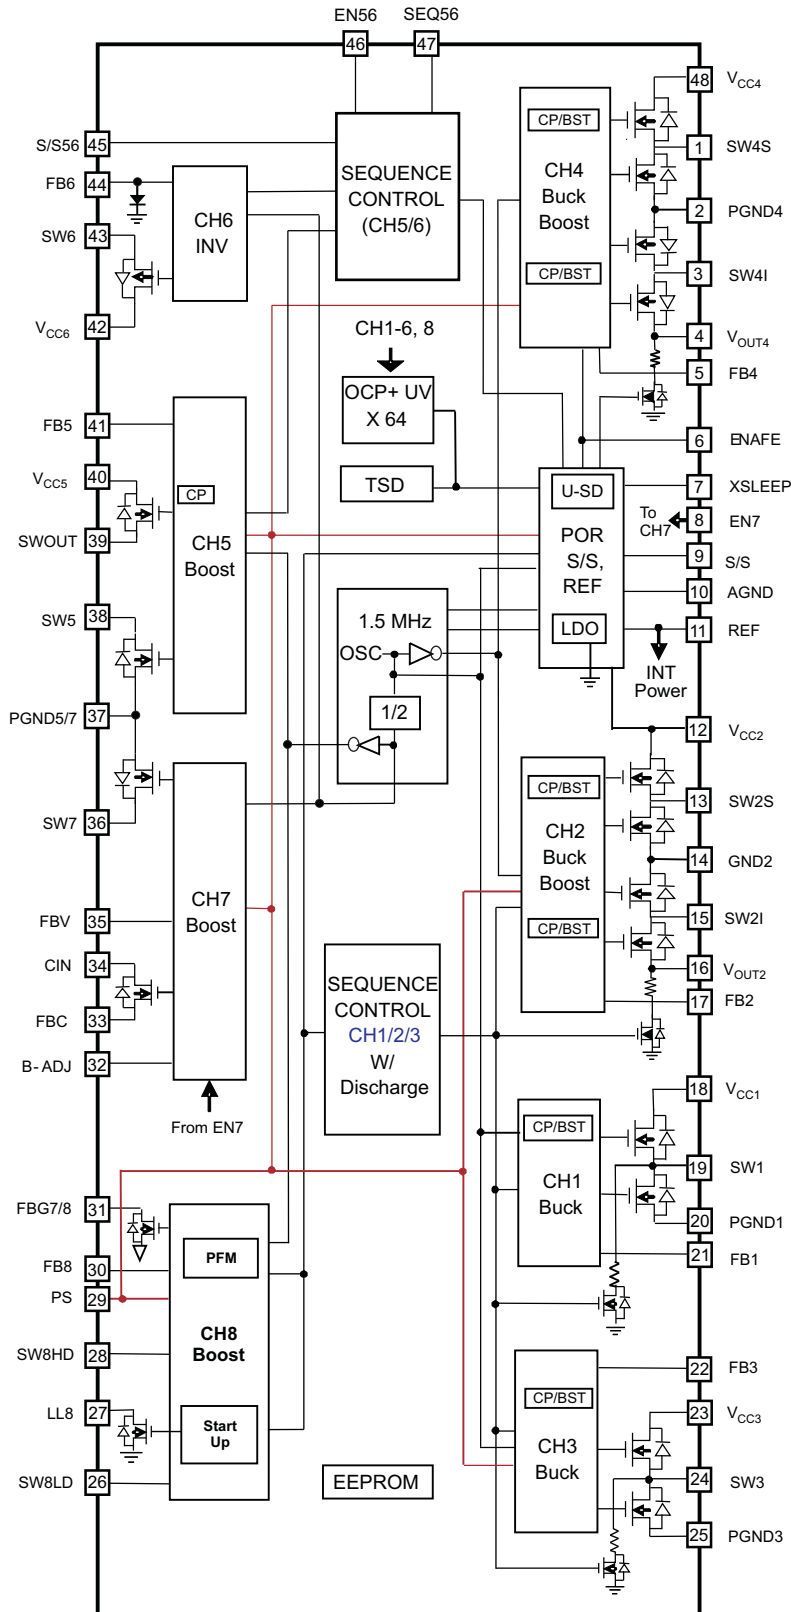 EN56 SEQ56
46 47
48 VCC4
S/S56 45
FB6 44
SW6 43
VCC6 42
CH6
INV
SEQUENCE
CONTROL
(CH5/6)
CP/BST
CH4
Buck
Boost
CP/BST
1 SW4S
2 PGND4
3 SW4I
4 VOUT4
5 FB4
6 ENAFE
7 XSLEEP
To
CH7
8 EN7
9 S/S
10 AGND
11 REF
INT
Power
12 VCC2
CH1-6, 8
OCP+ UV
X 64
TSD
U-SD
POR
S/S,
REF
LDO
FB5 41
VCC5 40
SWOUT 39
SW5 38
PGND5/7 37
SW7 36
CP
CH5
Boost
1.5 MHz
OSC
1/2
CP/BST
CH2
Buck
Boost
CP/BST
13 SW2S
14 GND2
15 SW2I
16 VOUT2
17 FB2
CH7
Boost
FBV 35
CIN 34
FBC 33
B-ADJ 32
From EN7
SEQUENCE
CONTROL
CH1/2/3
W/
Discharge
CP/BST
CH1
Buck
18 VCC1
19 SW1
20 PGND1
21 FB1
FBG7/8 31
FB8 30
PS 29
SW8HD 28
LL8 27
SW8LD 26
PFM
CH8
Boost
Start
Up
EEPROM
CP/BST
CH3
Buck
22 FB3
23 VCC3
24 SW3
25 PGND3